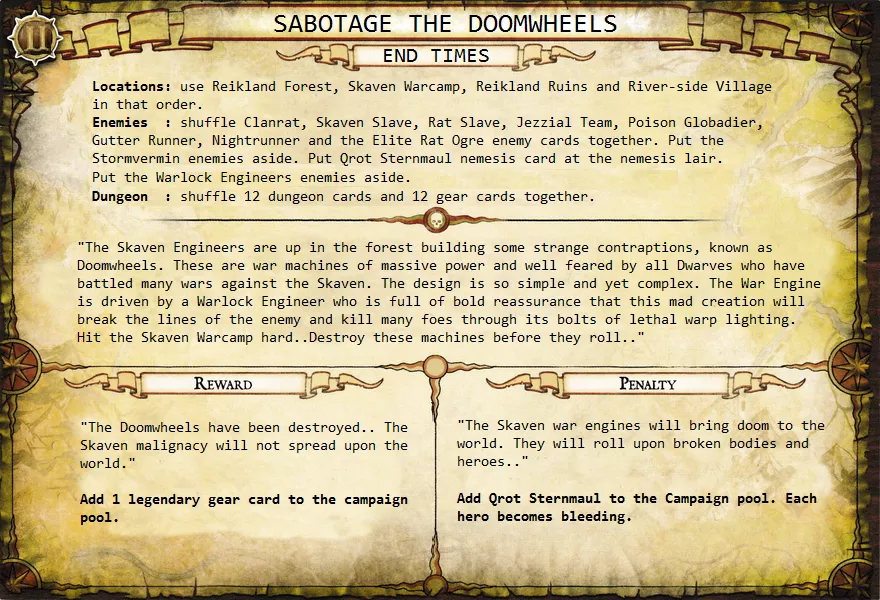 II
SABOTAGE THE DOOMWHEELS
END TIMES
Locations: use Reikland Forest, Skaven Warcamp, Reikland Ruins and River-side Village
in that order.
Enemies  : shuffle Clanrat, Skaven Slave, Rat Slave, Jezzial Team, Poison Globadier,
Gutter Runner, Nightrunner and the Elite Rat Ogre enemy cards together. Put the
Stormvermin enemies aside. Put Qrot Sternmaul nemesis card at the nemesis lair.
Put the Warlock Engineers enemies aside.
Dungeon  : shuffle 12 dungeon cards and 12 gear cards together.
"The Skaven Engineers are up in the forest building some strange contraptions, known as
Doomwheels. These are war machines of massive power and well feared by all Dwarves who have
battled many wars against the Skaven. The design is so simple and yet complex. The War Engine
is driven by a Warlock Engineer who is full of bold reassurance that this mad creation will
break the lines of the enemy and kill many foes through its bolts of lethal warp lighting.
Hit the Skaven Warcamp hard..Destroy these machines before they roll.."
REWARD
"The Doomwheels have been destroyed.. The
Skaven malignacy will not spread upon the
world."
Add 1 legendary gear card to the campaign
pool.
PENALTY
"The Skaven war engines will bring doom to the
world. They will roll upon broken bodies and
heroes.."
Add Qrot Sternmaul to the Campaign pool. Each
hero becomes bleeding.